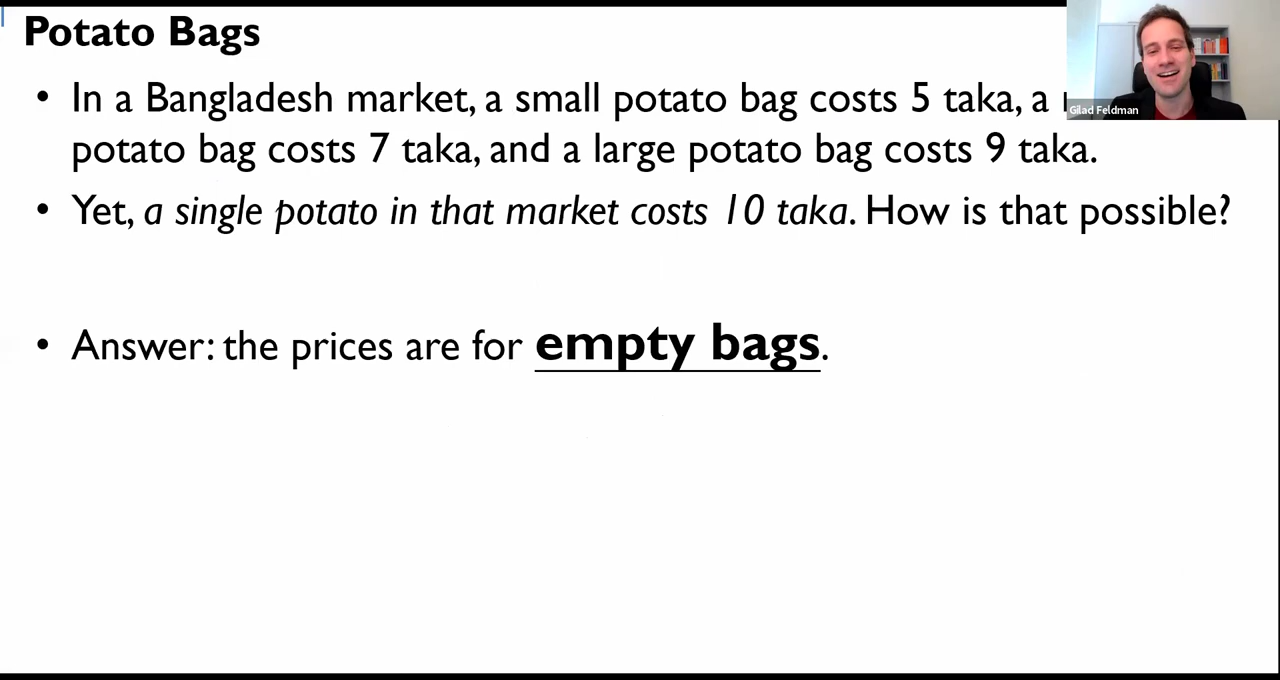 Potato Bags
• In a Bangladesh market, a small potato bag costs 5 taka, a
potato bag costs 7 taka, and a large potato bag costs 9 taka.
• Yet, a single potato in that market costs 10 taka. How is that possible?
• Answer: the prices are for empty bags.
Gilad Feldman